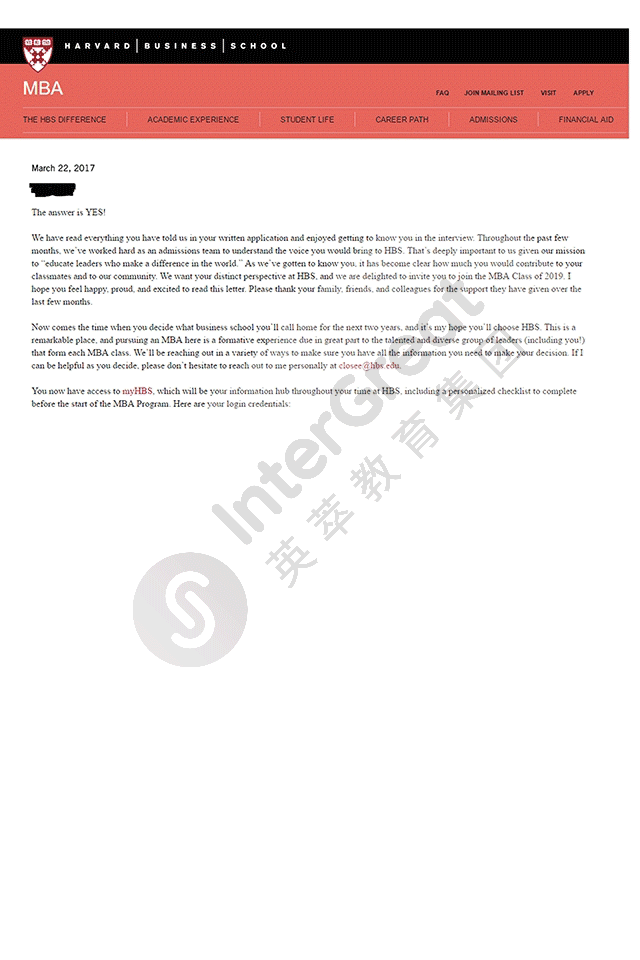 HARVARD | BUSINESS | SCHOOL
MBA
FAQ JOIN MAILING LIST VISIT APPLY
THE HBS DIFFERENCE ACADEMIC EXPERIENCE STUDENT LIFE CAREER PATH ADMISSIONS FINANCIAL AID
March 22, 2017
The answer is YES!
We have read everything you have told us in your written application and enjoyed getting to know you in the interview. Throughout the past few
months, we've worked hard as an admissions team to understand the voice you would bring to HBS. That's deeply important to us given our mission
to “educate leaders who make a difference in the world.” As we've gotten to know you, it has become clear how much you would contribute to your
classmates and to our community. We want your distinct perspective at HBS, and we are delighted to invite you to join the MBA Class of 2019. I
hope you feel happy, proud, and excited to read this letter. Please thank your family, friends, and colleagues for the support they have given over the
last few months.
Now comes the time when you decide what business school you'll call home for the next two years, and it's my hope you'll choose HBS. This is a
remarkable place, and pursuing an MBA here is a formative experience due in great part to the talented and diverse group of leaders (including you!)
that form each MBA class. We'll be reaching out in a variety of ways to make sure you have all the information you need to make your decision. If I
can be helpful as you decide, please don't hesitate to reach out to me personally at closee@hbs.edu.
You now have access to myHBS, which will be your information hub throughout your time at HBS, including a personalized checklist to complete
before the start of the MBA Program. Here are your login credentials:
InterGreat
英萃教育集团